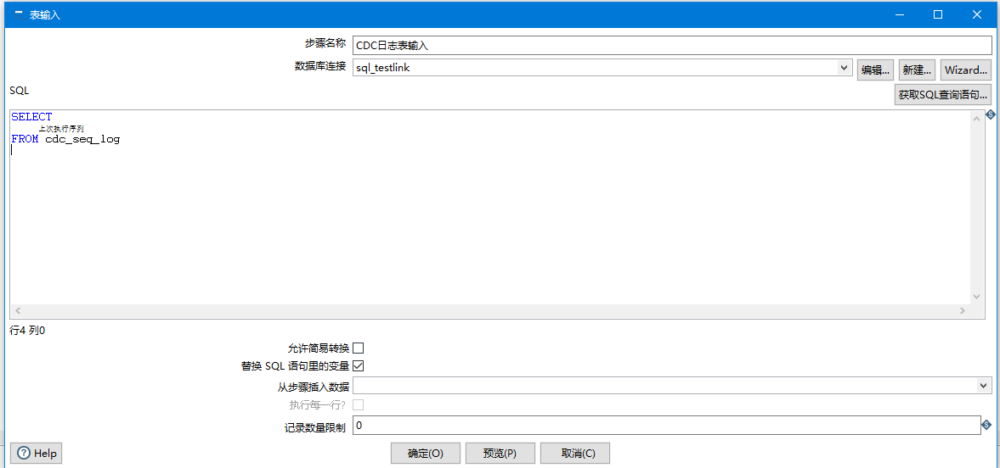 表输入
步骤名称 CDC日志表输入
数据库连接 sql_testlink 编辑... 新建... Wizard...
SQL 获取SQL查询语句...
SELECT
上次执行序列
FROM cdc_seq_log
行4 列0
允许简易转换
替换 SQL 语句里的变量
从步骤插入数据
执行每一行?
记录数量限制 0
Help 确定(O) 预览(P) 取消(C)